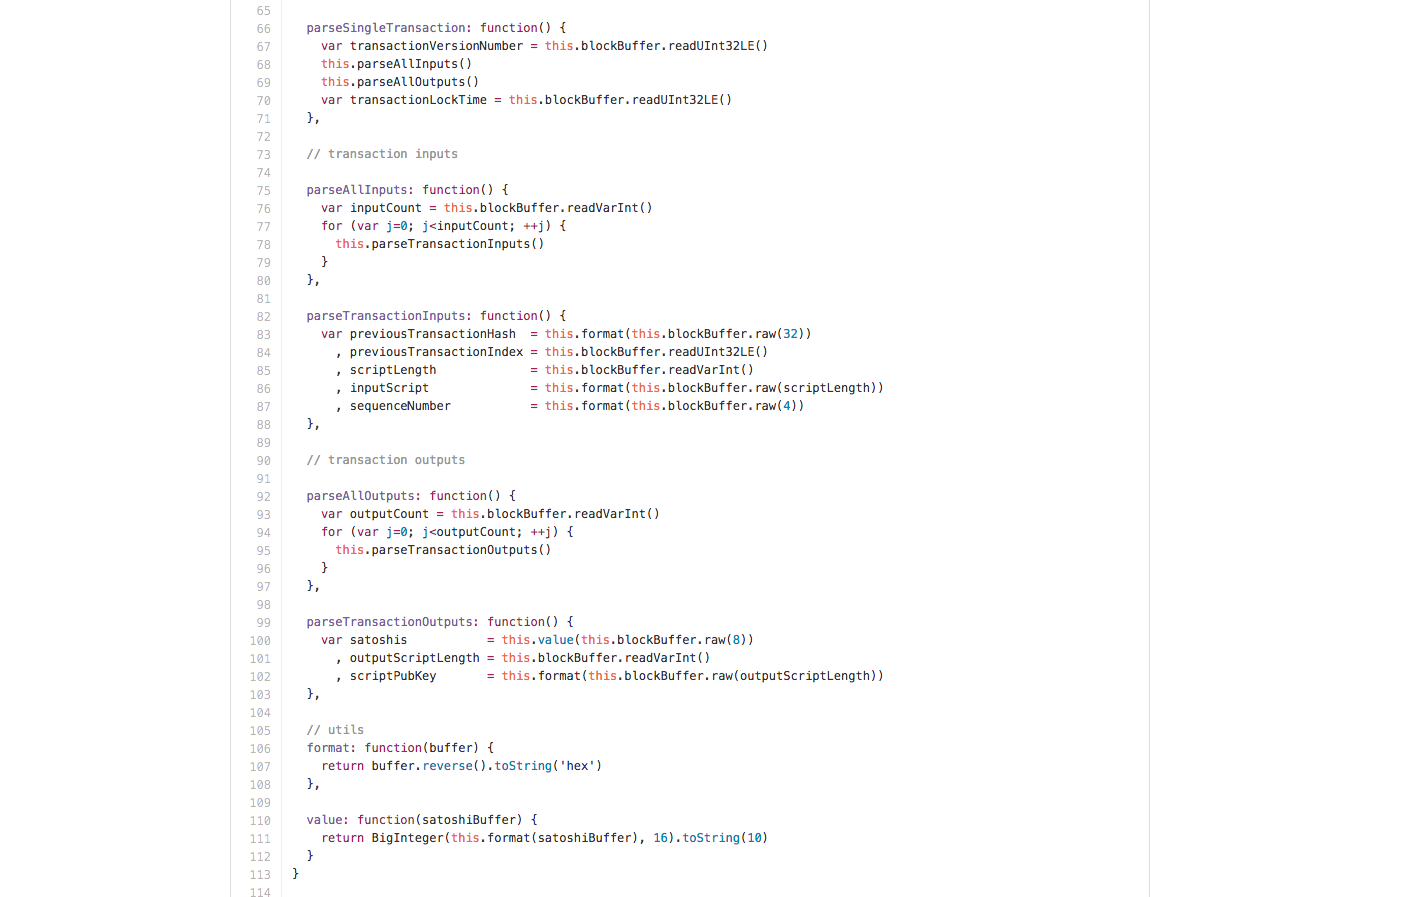 65
66 parseSingleTransaction: function() {
67 var transactionVersionNumber = this.blockBuffer.readUInt32LE()
68 this.parseAllInputs()
69 this.parseAllOutputs()
70 var transactionLockTime = this.blockBuffer.readUInt32LE()
71 },
72
73 // transaction inputs
74
75 parseAllInputs: function() {
76 var inputCount = this.blockBuffer.readVarInt()
77 for (var j=0; j<inputCount; ++j) {
78 this.parseTransactionInputs()
79 }
80 },
81
82 parseTransactionInputs: function() {
83 var previousTransactionHash = this.format(this.blockBuffer.raw(32))
84 , previousTransactionIndex = this.blockBuffer.readUInt32LE()
85 , scriptLength = this.blockBuffer.readVarInt()
86 , inputScript = this.format(this.blockBuffer.raw(scriptLength))
87 , sequenceNumber = this.format(this.blockBuffer.raw(4))
88 },
89
90 // transaction outputs
91
92 parseAllOutputs: function() {
93 var outputCount = this.blockBuffer.readVarInt()
94 for (var j=0; j<outputCount; ++j) {
95 this.parseTransactionOutputs()
96 }
97 },
98
99 parseTransactionOutputs: function() {
100 var satoshis = this.value(this.blockBuffer.raw(8))
101 , outputScriptLength = this.blockBuffer.readVarInt()
102 , scriptPubKey = this.format(this.blockBuffer.raw(outputScriptLength))
103 },
104
105 // utils
106 format: function(buffer) {
107 return buffer.reverse().toString('hex')
108 },
109
110 value: function(satoshiBuffer) {
111 return BigInteger(this.format(satoshiBuffer), 16).toString(10)
112 }
113 }
114